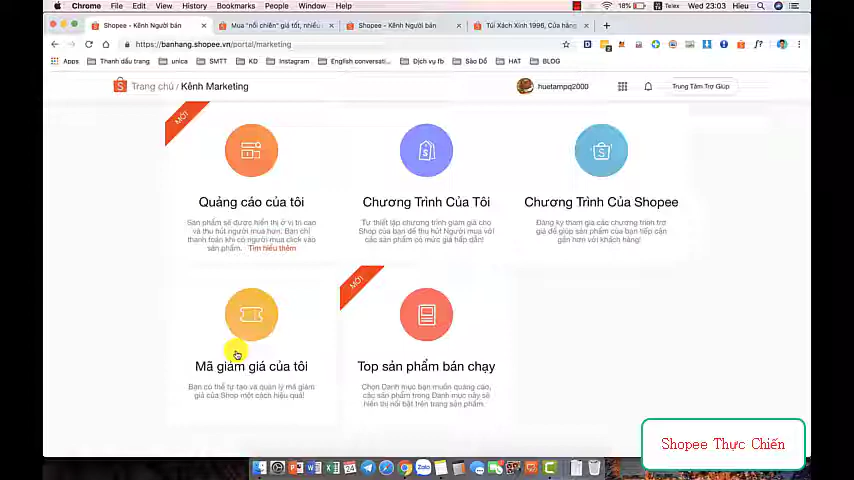 Chrome File Edit View History Bookmarks People Window Help
18% Telex Wed 23:03 Hieu
Shopee - Kênh Người bán
Mua "nồi chiên" giá tốt, nhiều
Shopee - Kênh Người bán
Túi Xách Xinh 1996, Cửa hàng
https://banhang.shopee.vn/portal/marketing
Apps Thanh dấu trang unica SMTT KD Instagram English conversati... Dịch vụ fb Sào Đồ HAT BLOG
Trang chủ / Kênh Marketing
huetampq2000
Trung Tâm Trợ Giúp
MỚI
Quảng cáo của tôi
Sản phẩm sẽ được hiển thị ở vị trí cao
và thu hút người mua hơn. Bạn chỉ
thanh toán khi có người mua click vào
sản phẩm. Tìm hiểu thêm
Chương Trình Của Tôi
Tự thiết lập chương trình giảm giá cho
Shop của bạn để thu hút Người mua với
các sản phẩm có mức giá hấp dẫn!
Chương Trình Của Shopee
Đăng ký tham gia các chương trình trợ
giá để giúp sản phẩm của bạn tiếp cận
gần hơn với khách hàng!
Mã giảm giá của tôi
Bạn có thể tự tạo và quản lý mã giảm
giá của Shop một cách hiệu quả!
MỚI
Top sản phẩm bán chạy
Chọn Danh mục bạn muốn quảng cáo,
các sản phẩm trong Danh mục này sẽ
hiển thị nổi bật trên trang sản phẩm.
Shopee Thực Chiến
24
Zalo